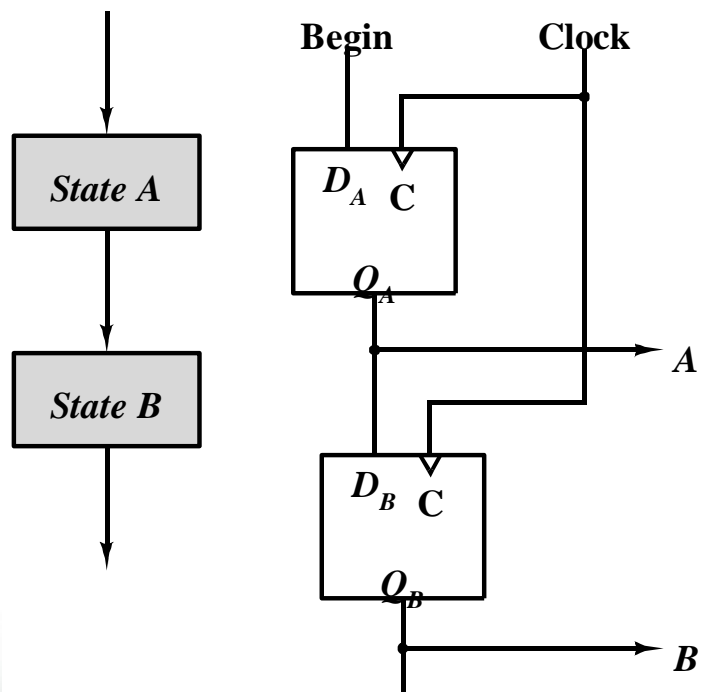 Begin Clock
State A
D_A C
Q_A
A
State B
D_B C
Q_B
B